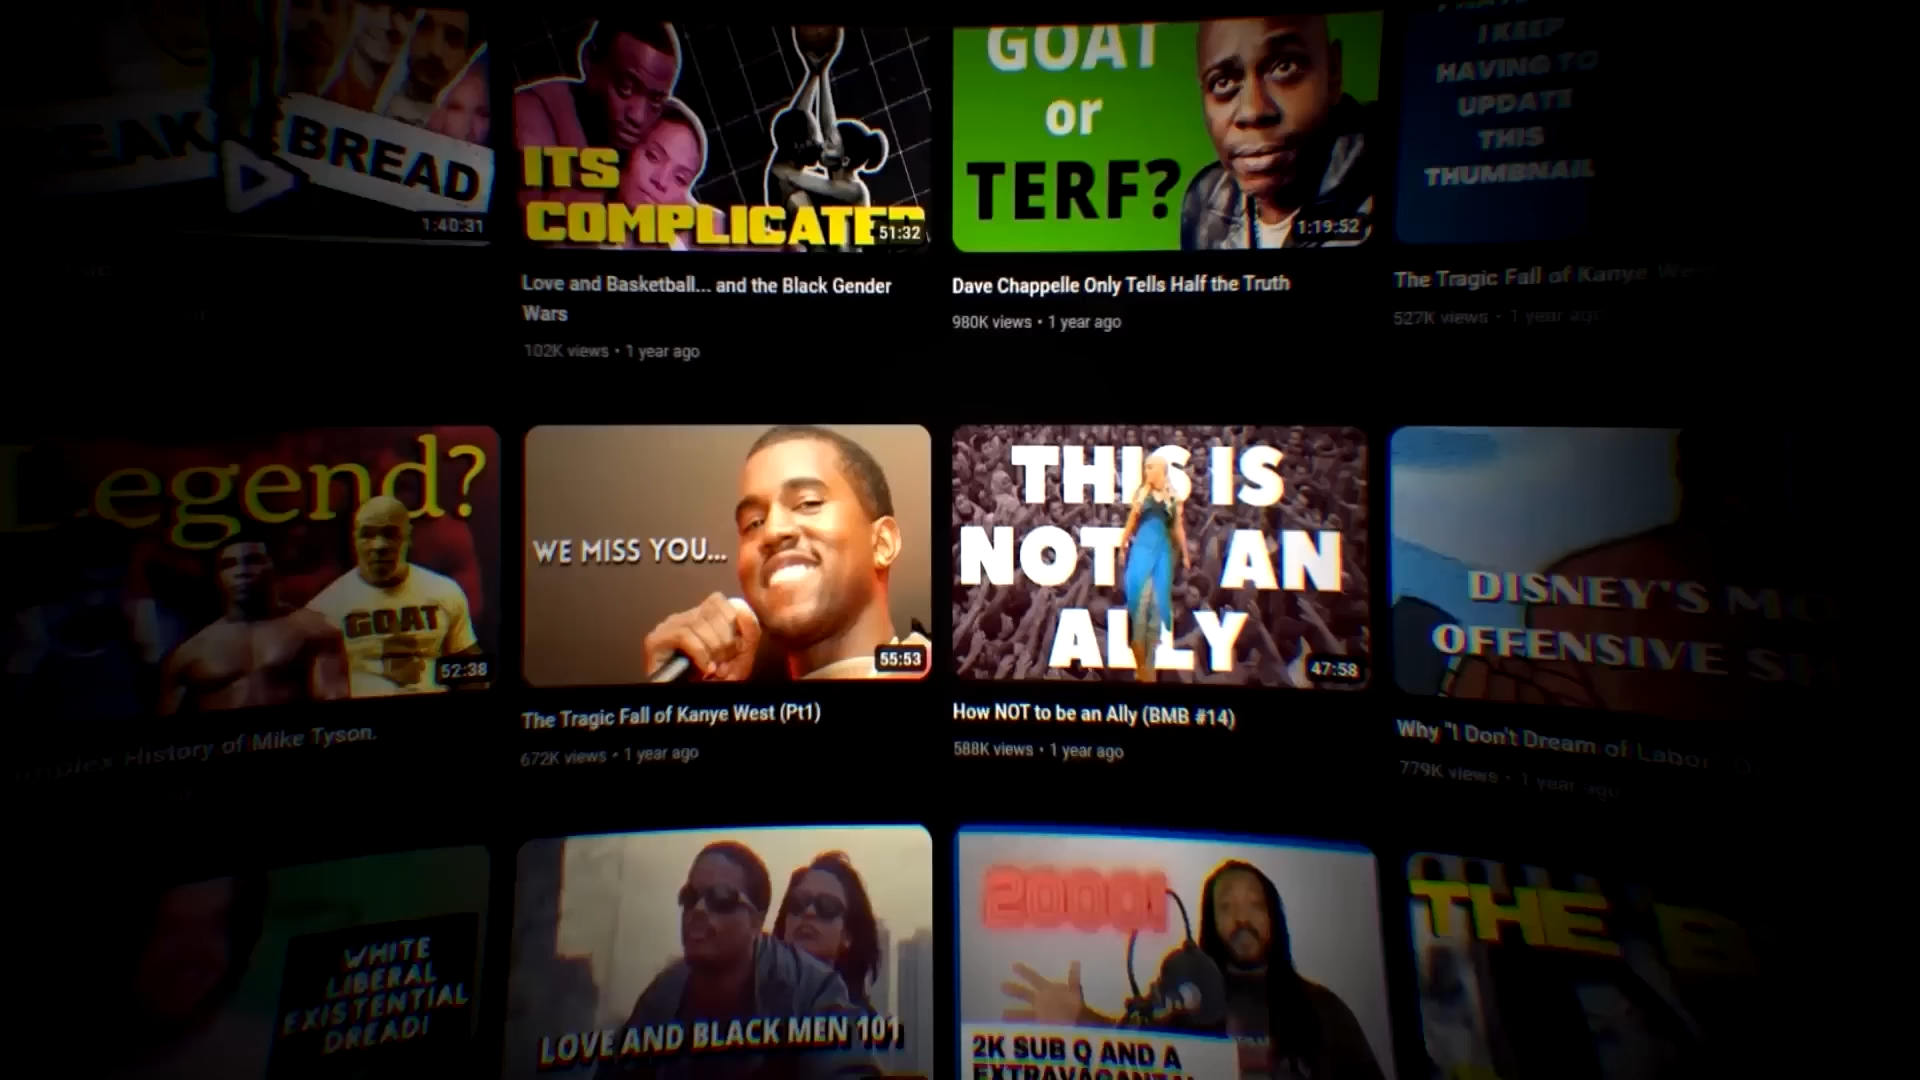 BREAD
1:40:31
ITS
COMPLICATED
51:32
Love and Basketball... and the Black Gender
Wars
102K views • 1 year ago
GOAT
or
TERF?
1:19:52
Dave Chappelle Only Tells Half the Truth
980K views • 1 year ago
I KEEP
HAVING TO
UPDATE
THIS
THUMBNAIL
The Tragic Fall of Kanye
527K views • 1 year ago
Legend?
GOAT
52:38
History of Mike Tyson.
WE MISS YOU...
55:53
The Tragic Fall of Kanye West (Pt1)
672K views • 1 year ago
THIS IS
NOT AN
ALLY
47:58
How NOT to be an Ally (BMB #14)
588K views • 1 year ago
DISNEY'S
OFFENSIVE
Why "I Don't Dream of Labor
779K views • 1 year ago
WHITE
LIBERAL
EXISTENTIAL
DREAD!
LOVE AND BLACK MEN 101
2000!
2K SUB Q AND A
THE